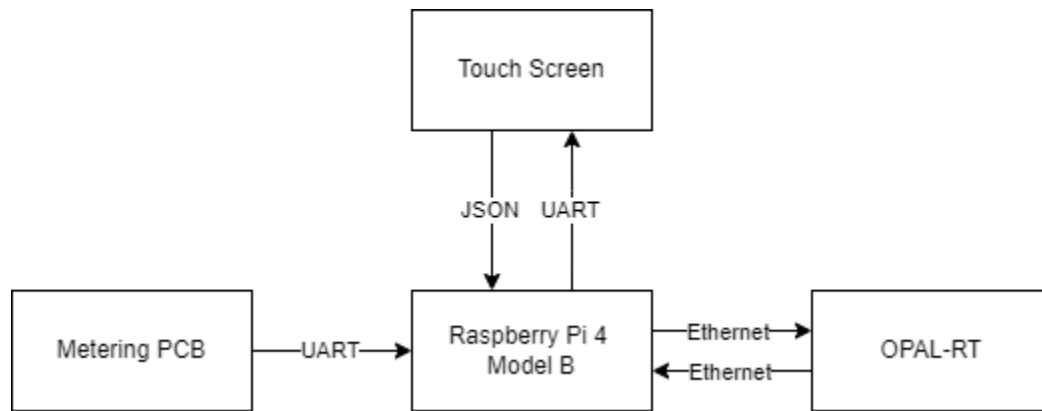 Touch Screen
JSON
UART
Metering PCB
UART
Raspberry Pi 4
Model B
Ethernet
Ethernet
OPAL-RT